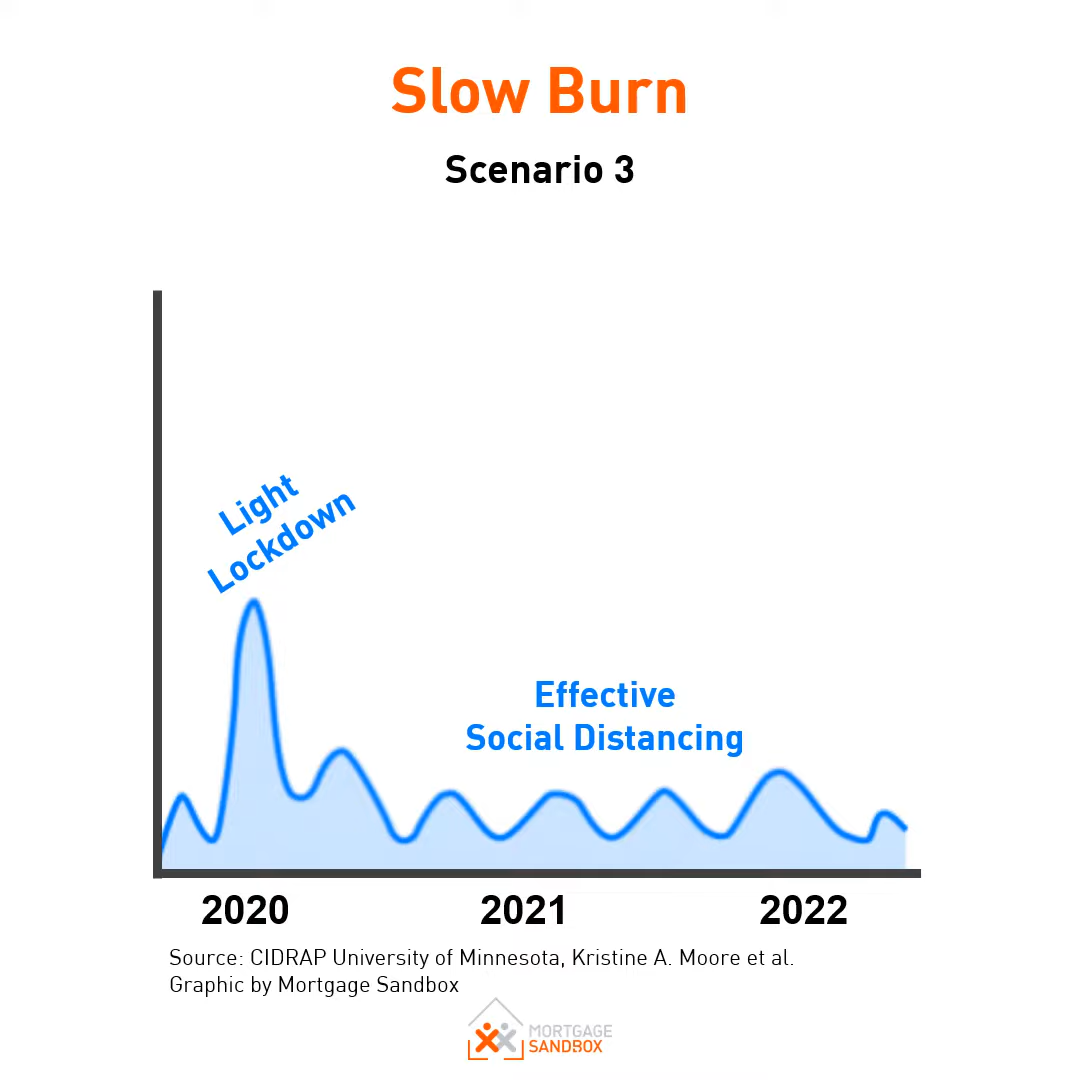 Slow Burn
Scenario 3
Light
Lockdown
Effective
Social Distancing
2020 2021 2022
Source: CIDRAP University of Minnesota, Kristine A. Moore et al.
Graphic by Mortgage Sandbox
MORTGAGE
SANDBOX